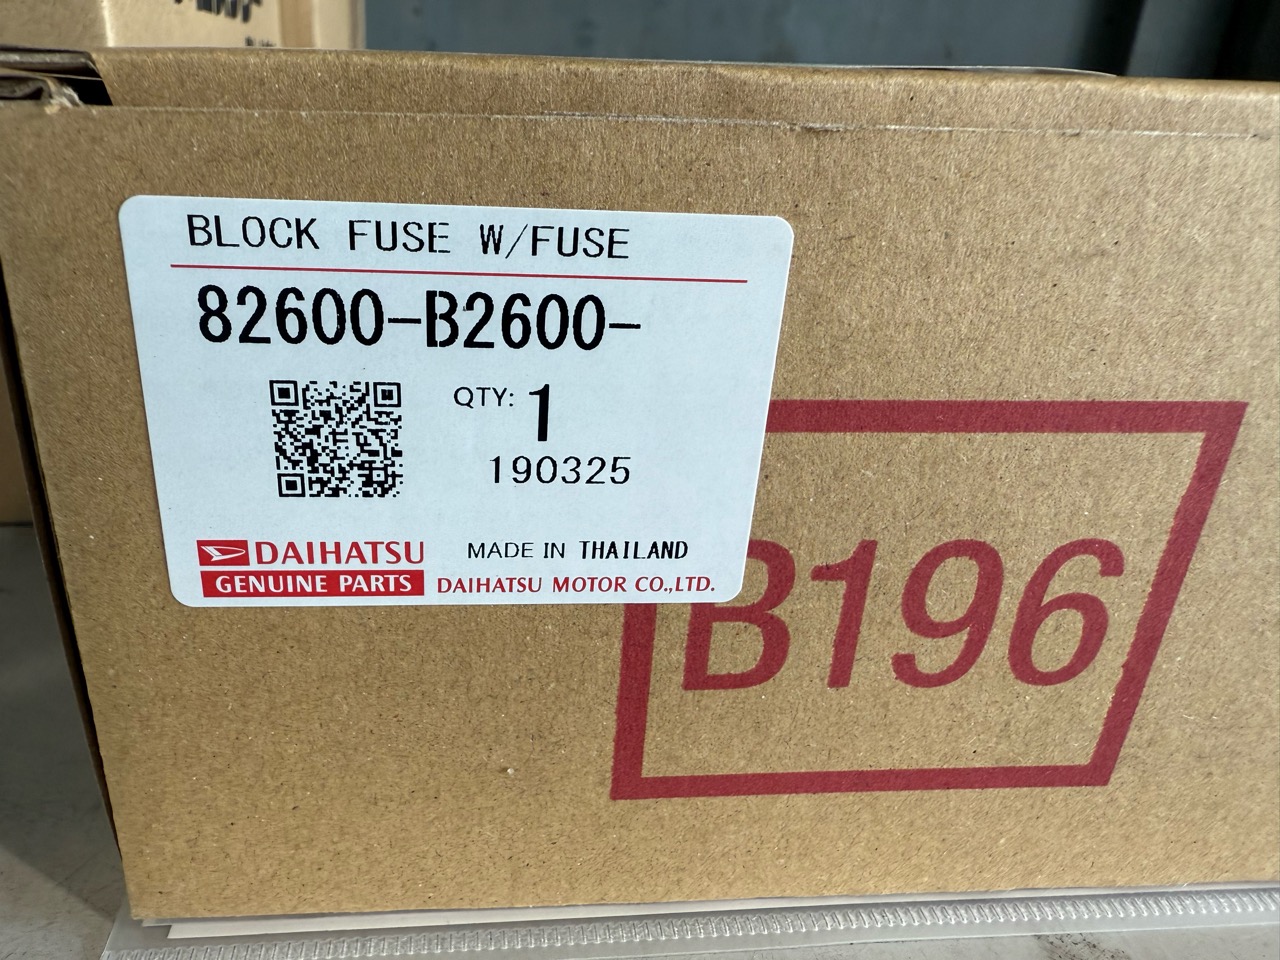 BLOCK FUSE W/FUSE
82600-B2600-
QTY: 1
190325
DAIHATSU
GENUINE PARTS
MADE IN THAILAND
DAIHATSU MOTOR CO.,LTD.
B196